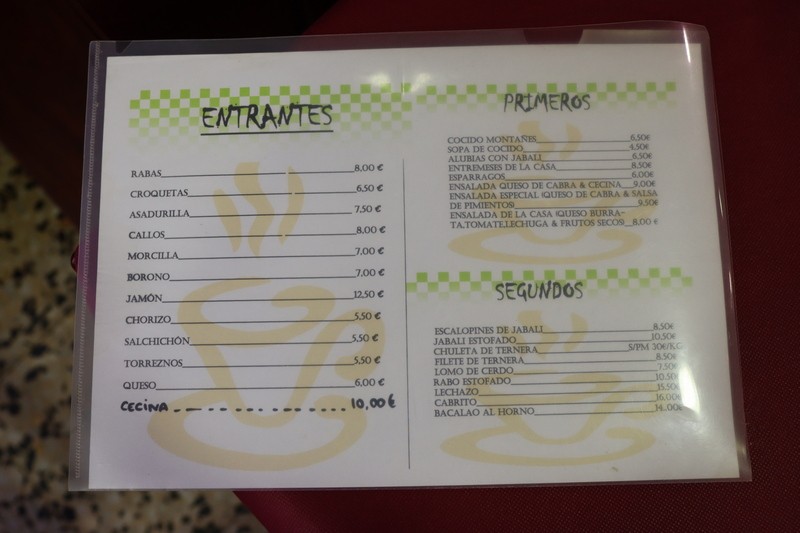 ENTRANTES
RABAS 8,00 €
CROQUETAS 6,50 €
ASADURILLA 7,50 €
CALLOS 8,00 €
MORCILLA 7,00 €
BORONO 7,00 €
JAMÓN 12,50 €
CHORIZO 5,50 €
SALCHICHÓN 5,50 €
TORREZNOS 5,50 €
QUESO 6,00 €
CECINA 10,00 €
PRIMEROS
COCIDO MONTAÑES 6,50€
SOPA DE COCIDO 4,50€
ALUBIAS CON JABALI 6,50€
ENTREMESES DE LA CASA 8,50€
ESPARRAGOS 6,00€
ENSALADA QUESO DE CABRA & CECINA 9,00€
ENSALADA ESPECIAL (QUESO DE CABRA & SALSA
DE PIMIENTOS) 9,50€
ENSALADA DE LA CASA (QUESO BURRA-
TA,TOMATE,LECHUGA & FRUTOS SECOS) 8,00 €
SEGUNDOS
ESCALOPINES DE JABALI 8,50€
JABALI ESTOFADO 10,50€
CHULETA DE TERNERA S/PM 30€/KG
FILETE DE TERNERA 8,50€
LOMO DE CERDO 7,50€
RABO ESTOFADO 10,50€
LECHAZO 15,50€
CABRITO 16,00€
BACALAO AL HORNO 14,00€